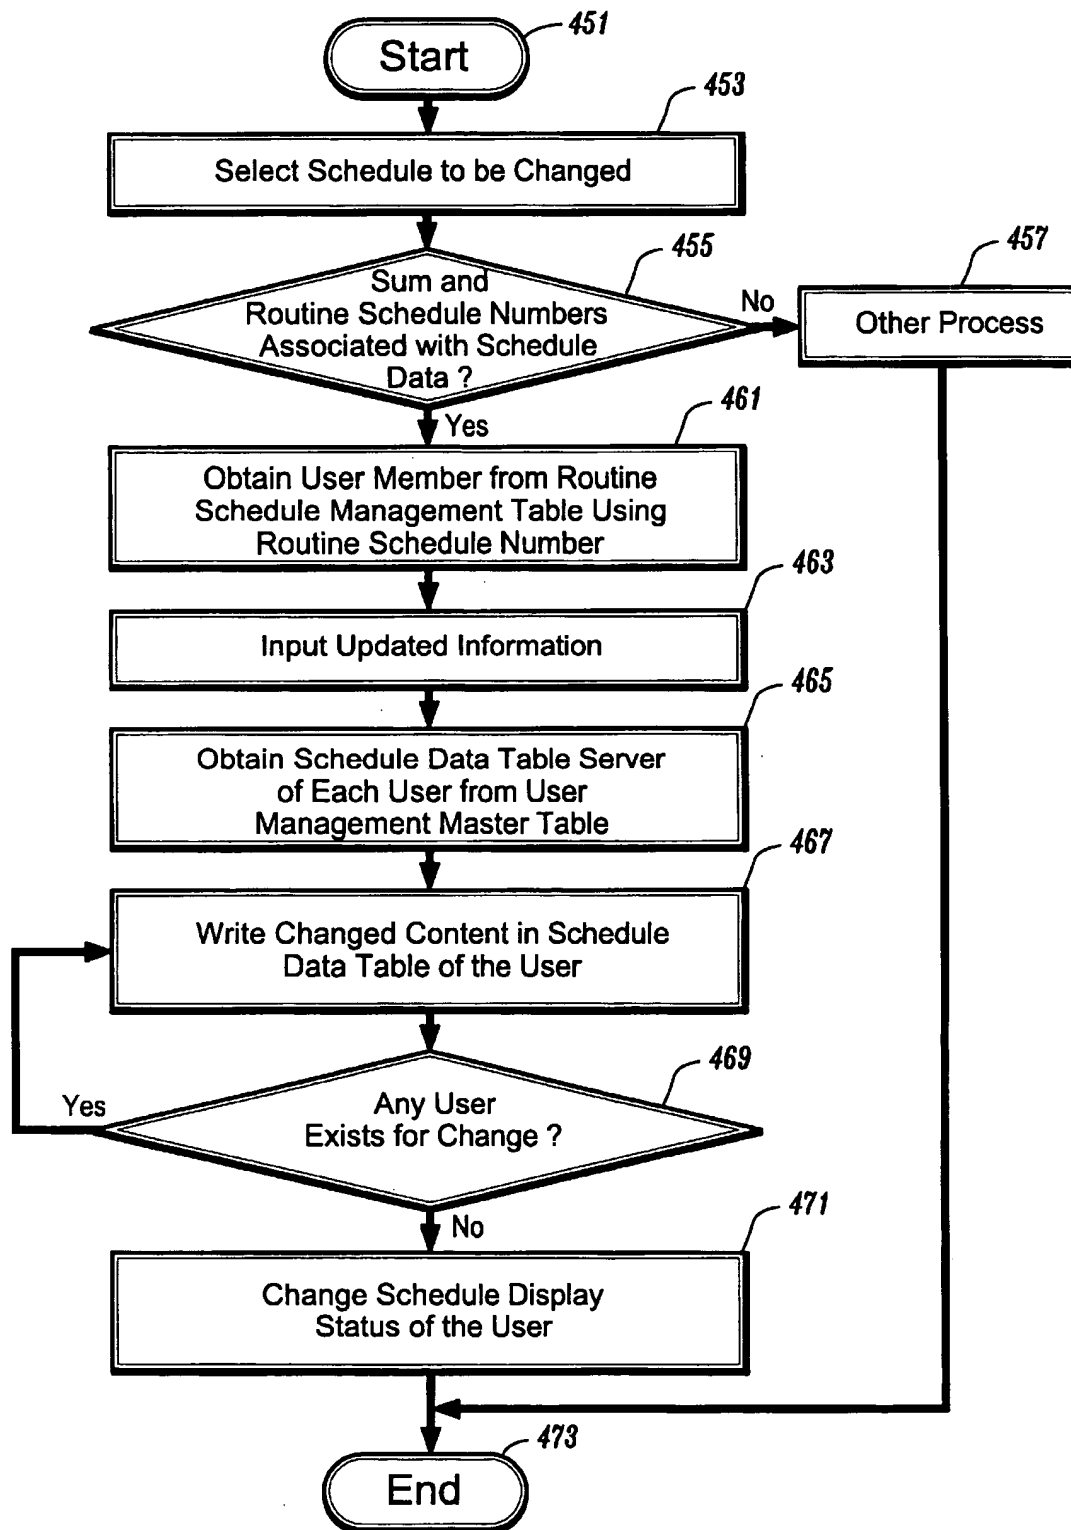 Start
451
453
Select Schedule to be Changed
455
Sum and
Routine Schedule Numbers
Associated with Schedule
Data ?
No
457
Other Process
Yes
461
Obtain User Member from Routine
Schedule Management Table Using
Routine Schedule Number
463
Input Updated Information
465
Obtain Schedule Data Table Server
of Each User from User
Management Master Table
467
Write Changed Content in Schedule
Data Table of the User
469
Any User
Exists for Change ?
Yes
No
471
Change Schedule Display
Status of the User
473
End